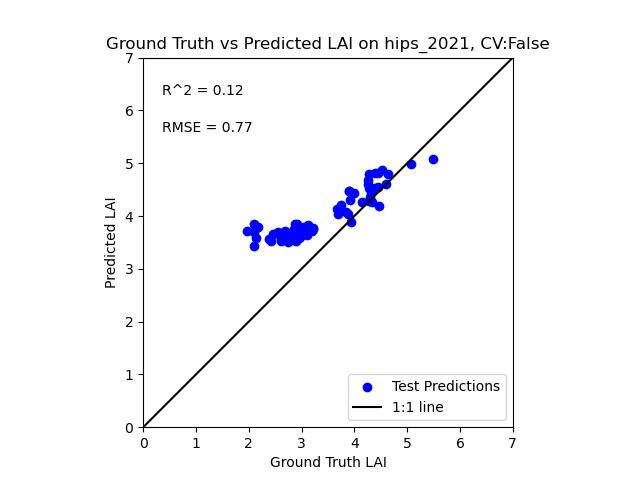 Ground Truth vs Predicted LAI on hips_2021, CV:False
7
R^2 = 0.12
6
RMSE = 0.77
5
4
Predicted LAI
3
2
1
Test Predictions
1:1 line
0
0 1 2 3 4 5 6 7
Ground Truth LAI